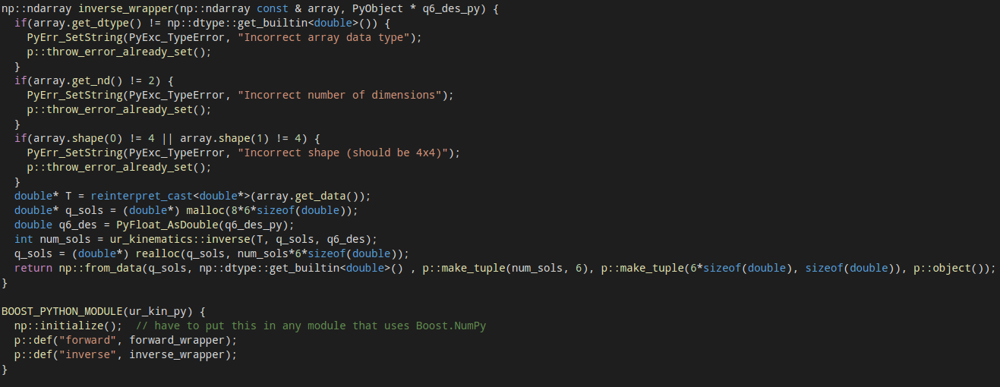 np::ndarray inverse_wrapper(np::ndarray const & array, PyObject * q6_des_py) {
  if(array.get_dtype() != np::dtype::get_builtin<double>()) {
    PyErr_SetString(PyExc_TypeError, "Incorrect array data type");
    p::throw_error_already_set();
  }
  if(array.get_nd() != 2) {
    PyErr_SetString(PyExc_TypeError, "Incorrect number of dimensions");
    p::throw_error_already_set();
  }
  if(array.shape(0) != 4 || array.shape(1) != 4) {
    PyErr_SetString(PyExc_TypeError, "Incorrect shape (should be 4x4)");
    p::throw_error_already_set();
  }
  double* T = reinterpret_cast<double*>(array.get_data());
  double* q_sols = (double*) malloc(8*6*sizeof(double));
  double q6_des = PyFloat_AsDouble(q6_des_py);
  int num_sols = ur_kinematics::inverse(T, q_sols, q6_des);
  q_sols = (double*) realloc(q_sols, num_sols*6*sizeof(double));
  return np::from_data(q_sols, np::dtype::get_builtin<double>() , p::make_tuple(num_sols, 6), p::make_tuple(6*sizeof(double), sizeof(double)), p::object());
}

BOOST_PYTHON_MODULE(ur_kin_py) {
  np::initialize();  // have to put this in any module that uses Boost.NumPy
  p::def("forward", forward_wrapper);
  p::def("inverse", inverse_wrapper);
}